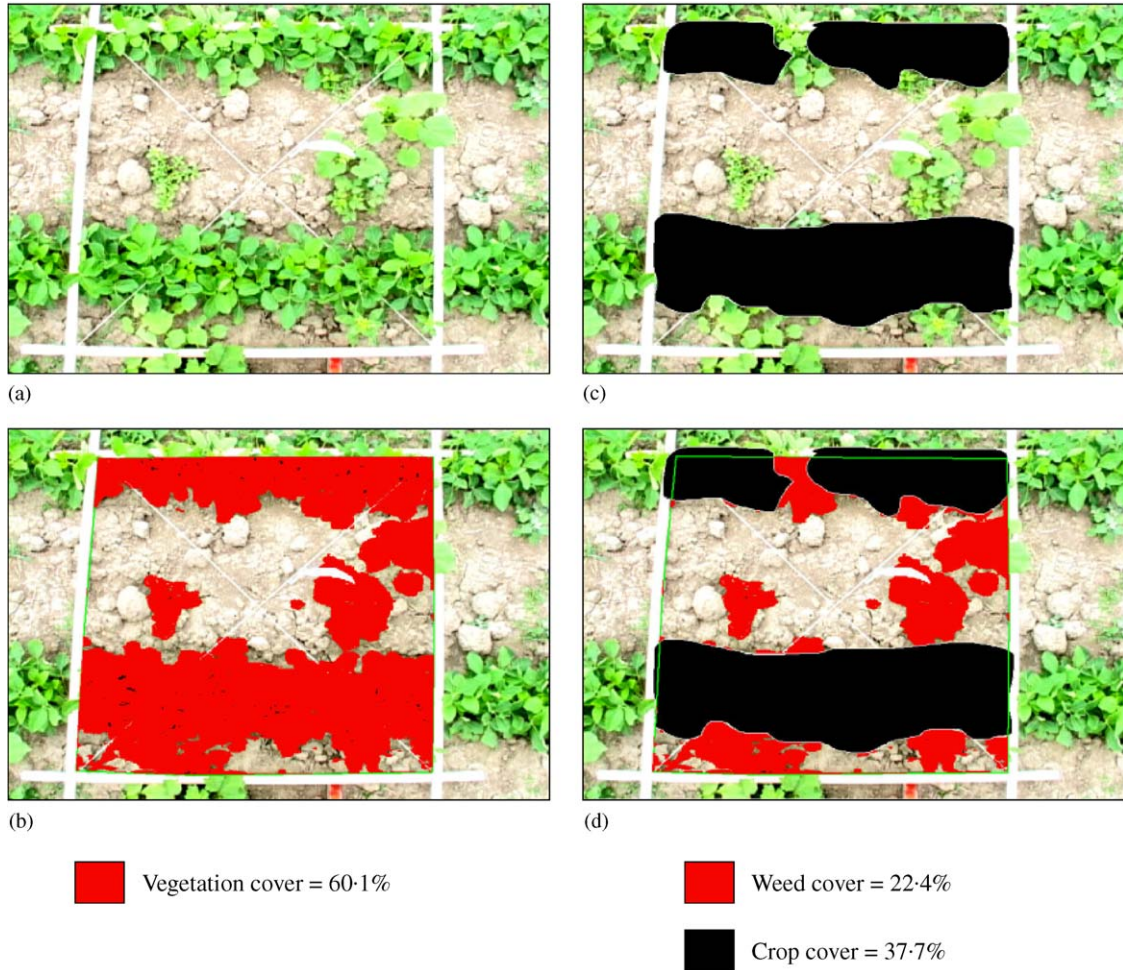 (a)
(c)
(b)
(d)
Vegetation cover = 60·1%
Weed cover = 22·4%
Crop cover = 37·7%